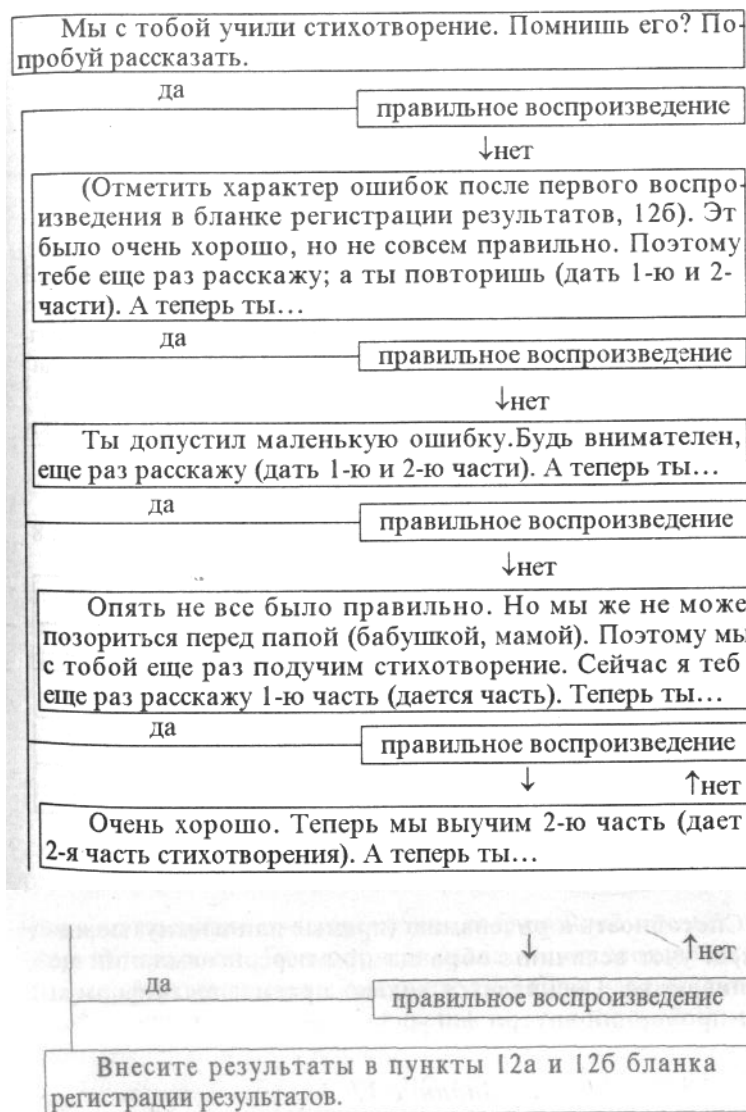 Мы с тобой учили стихотворение. Помнишь его? По-
пробуй рассказать.
да
правильное воспроизведение
↓нет
(Отметить характер ошибок после первого воспро-
изведения в бланке регистрации результатов, 12б). Эт
было очень хорошо, но не совсем правильно. Поэтому
тебе еще раз расскажу; а ты повторишь (дать 1-ю и 2-
части). А теперь ты...
да
правильное воспроизведение
↓нет
Ты допустил маленькую ошибку.Будь внимателен,
еще раз расскажу (дать 1-ю и 2-ю части). А теперь ты...
да
правильное воспроизведение
↓нет
Опять не все было правильно. Но мы же не може
позориться перед папой (бабушкой, мамой). Поэтому мы
с тобой еще раз подучим стихотворение. Сейчас я теб
еще раз расскажу 1-ю часть (дается часть). Теперь ты...
да
правильное воспроизведение
↓ ↑нет
Очень хорошо. Теперь мы выучим 2-ю часть (дает
2-я часть стихотворения). А теперь ты...
↓ ↑нет
да
правильное воспроизведение
Внесите результаты в пункты 12а и 12б бланка
регистрации результатов.